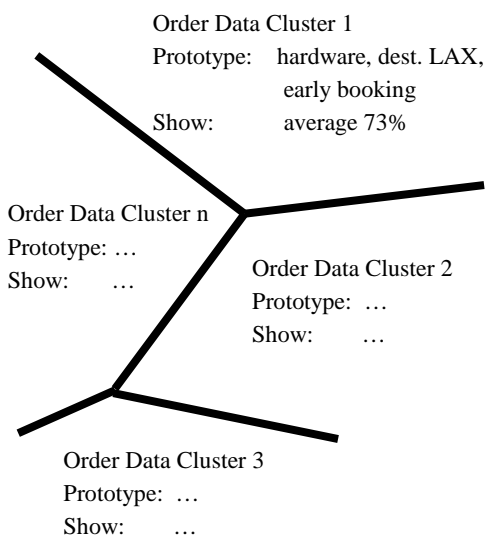 Order Data Cluster 1
Prototype: hardware, dest. LAX,
early booking
Show: average 73%
Order Data Cluster n
Prototype: …
Show: …
Order Data Cluster 2
Prototype: …
Show: …
Order Data Cluster 3
Prototype: …
Show: …